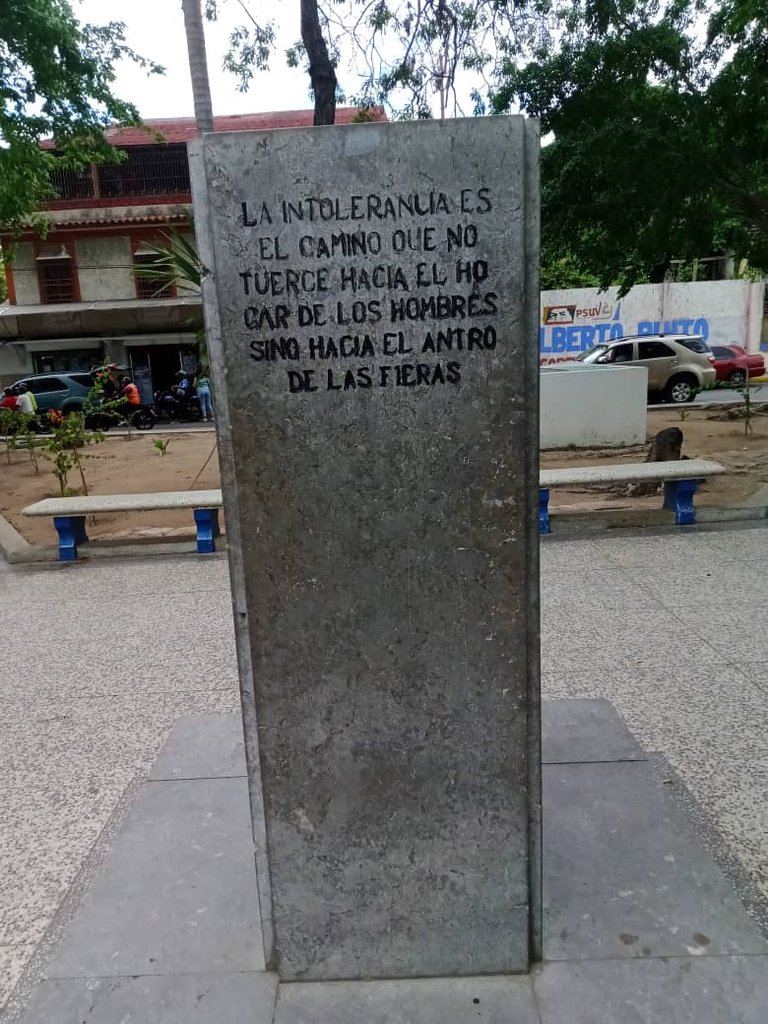 LA INTOLERANCIA ES
EL CAMINO QUE NO
TUERCE HACIA EL HO
GAR DE LOS HOMBRES
SINO HACIA EL ANTRO
DE LAS FIERAS
PSUV
ALBERTO PINTO